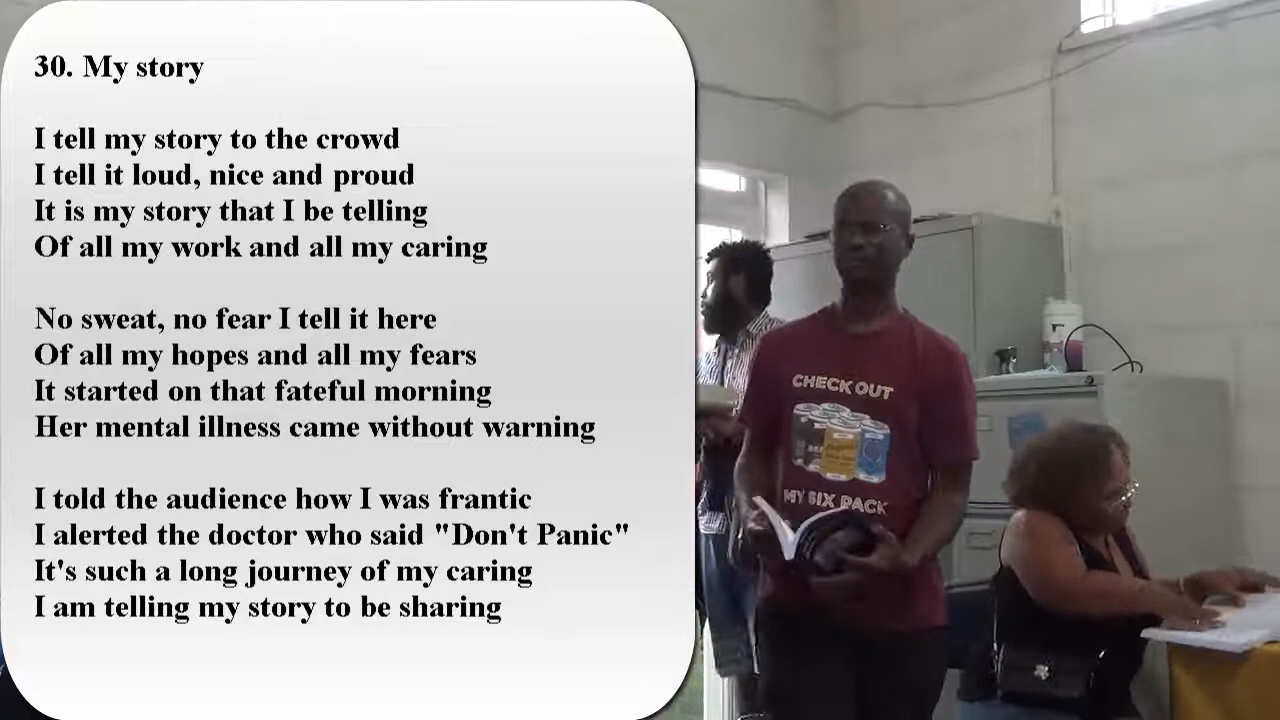 30. My story
I tell my story to the crowd
I tell it loud, nice and proud
It is my story that I be telling
Of all my work and all my caring
No sweat, no fear I tell it here
Of all my hopes and all my fears
It started on that fateful morning
Her mental illness came without warning
I told the audience how I was frantic
I alerted the doctor who said "Don't Panic"
It's such a long journey of my caring
I am telling my story to be sharing
CHECK OUT
MY SIX PACK